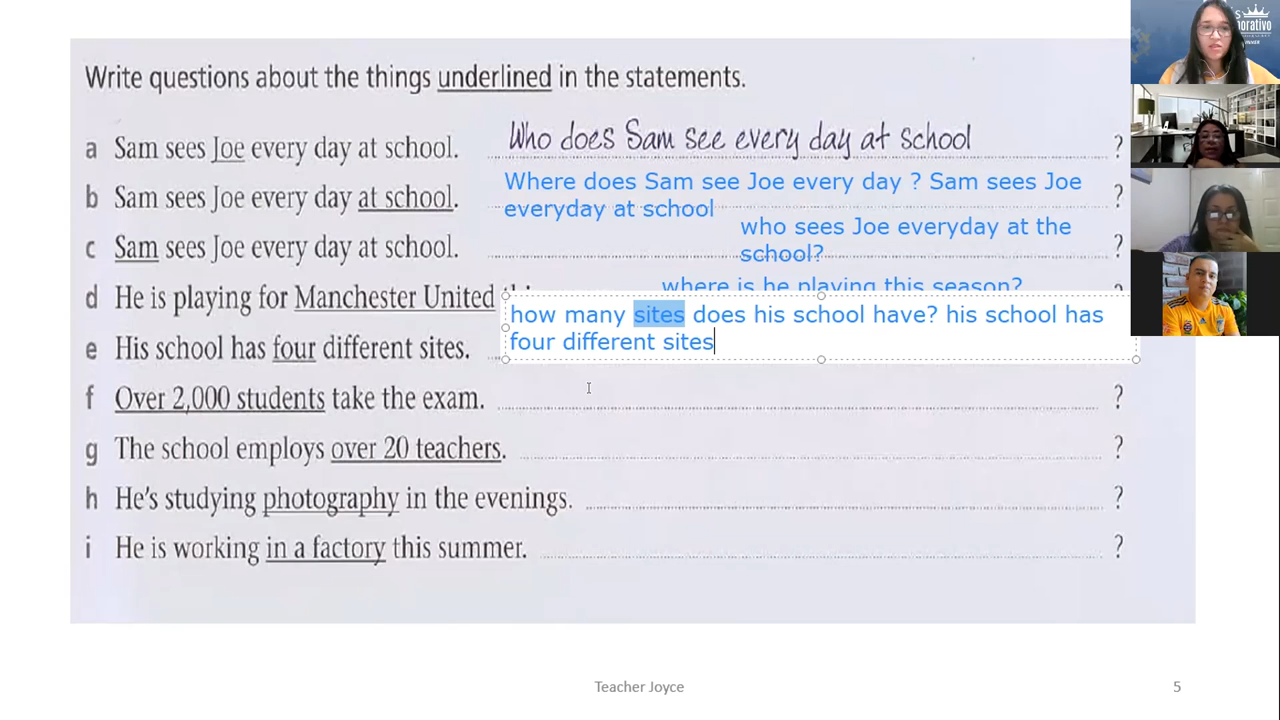 Write questions about the things underlined in the statements.
a Sam sees Joe every day at school. Who does Sam see every day at school ?
b Sam sees Joe every day at school. Where does Sam see Joe every day ? Sam sees Joe ?
everyday at school
c Sam sees Joe every day at school. who sees Joe everyday at the ?
school?
d He is playing for Manchester United where is he playing this season?
how many sites does his school have? his school has
four different sites
e His school has four different sites.
f Over 2,000 students take the exam. ?
g The school employs over 20 teachers. ?
h He's studying photography in the evenings. ?
i He is working in a factory this summer. ?
Teacher Joyce 5